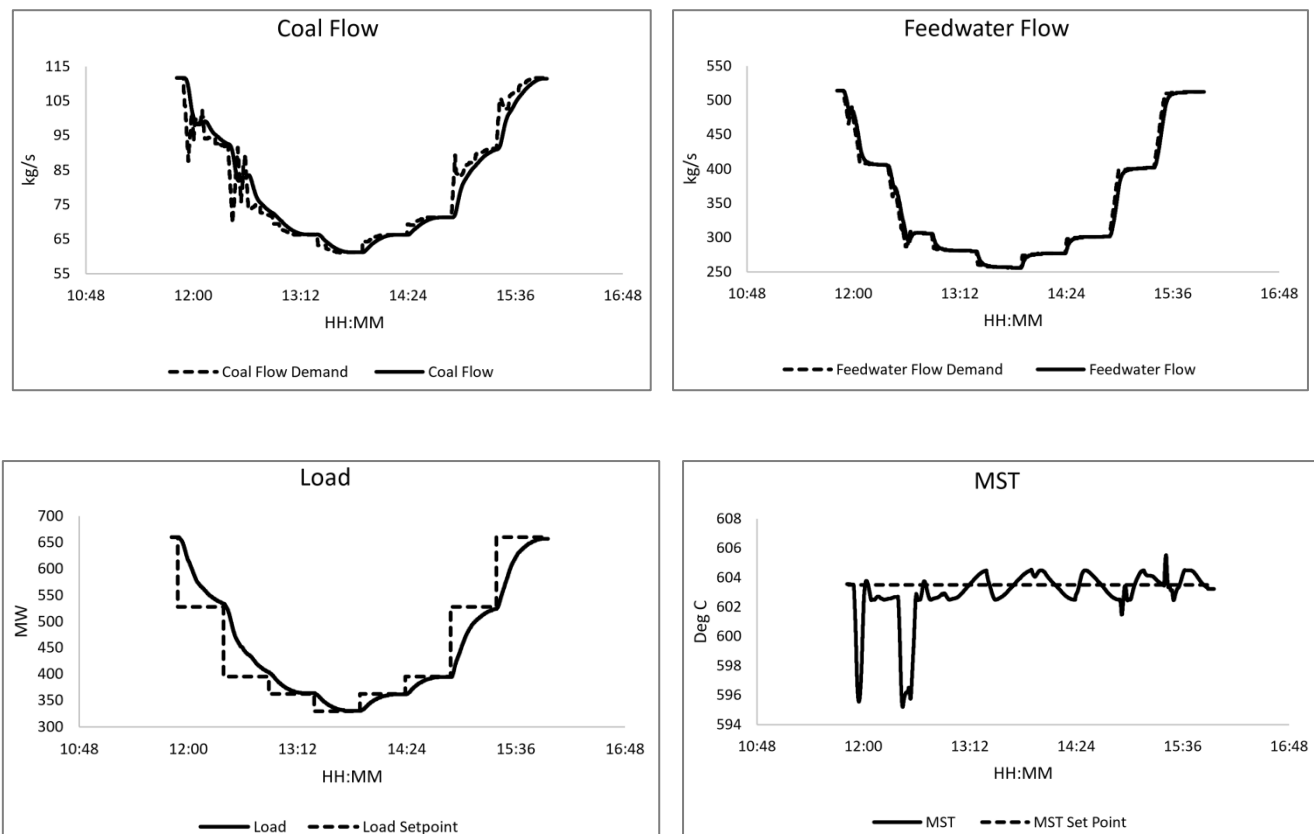 Coal Flow
115
105
95
85
75
65
55
kg/s
10:48 12:00 13:12 14:24 15:36 16:48
HH:MM
Coal Flow Demand Coal Flow
Feedwater Flow
550
500
450
400
350
300
250
kg/s
10:48 12:00 13:12 14:24 15:36 16:48
HH:MM
Feedwater Flow Demand Feedwater Flow
Load
700
650
600
550
500
450
400
350
300
MW
10:48 12:00 13:12 14:24 15:36 16:48
HH:MM
Load Load Setpoint
MST
608
606
604
602
600
598
596
594
Deg C
10:48 12:00 13:12 14:24 15:36 16:48
HH:MM
MST MST Set Point